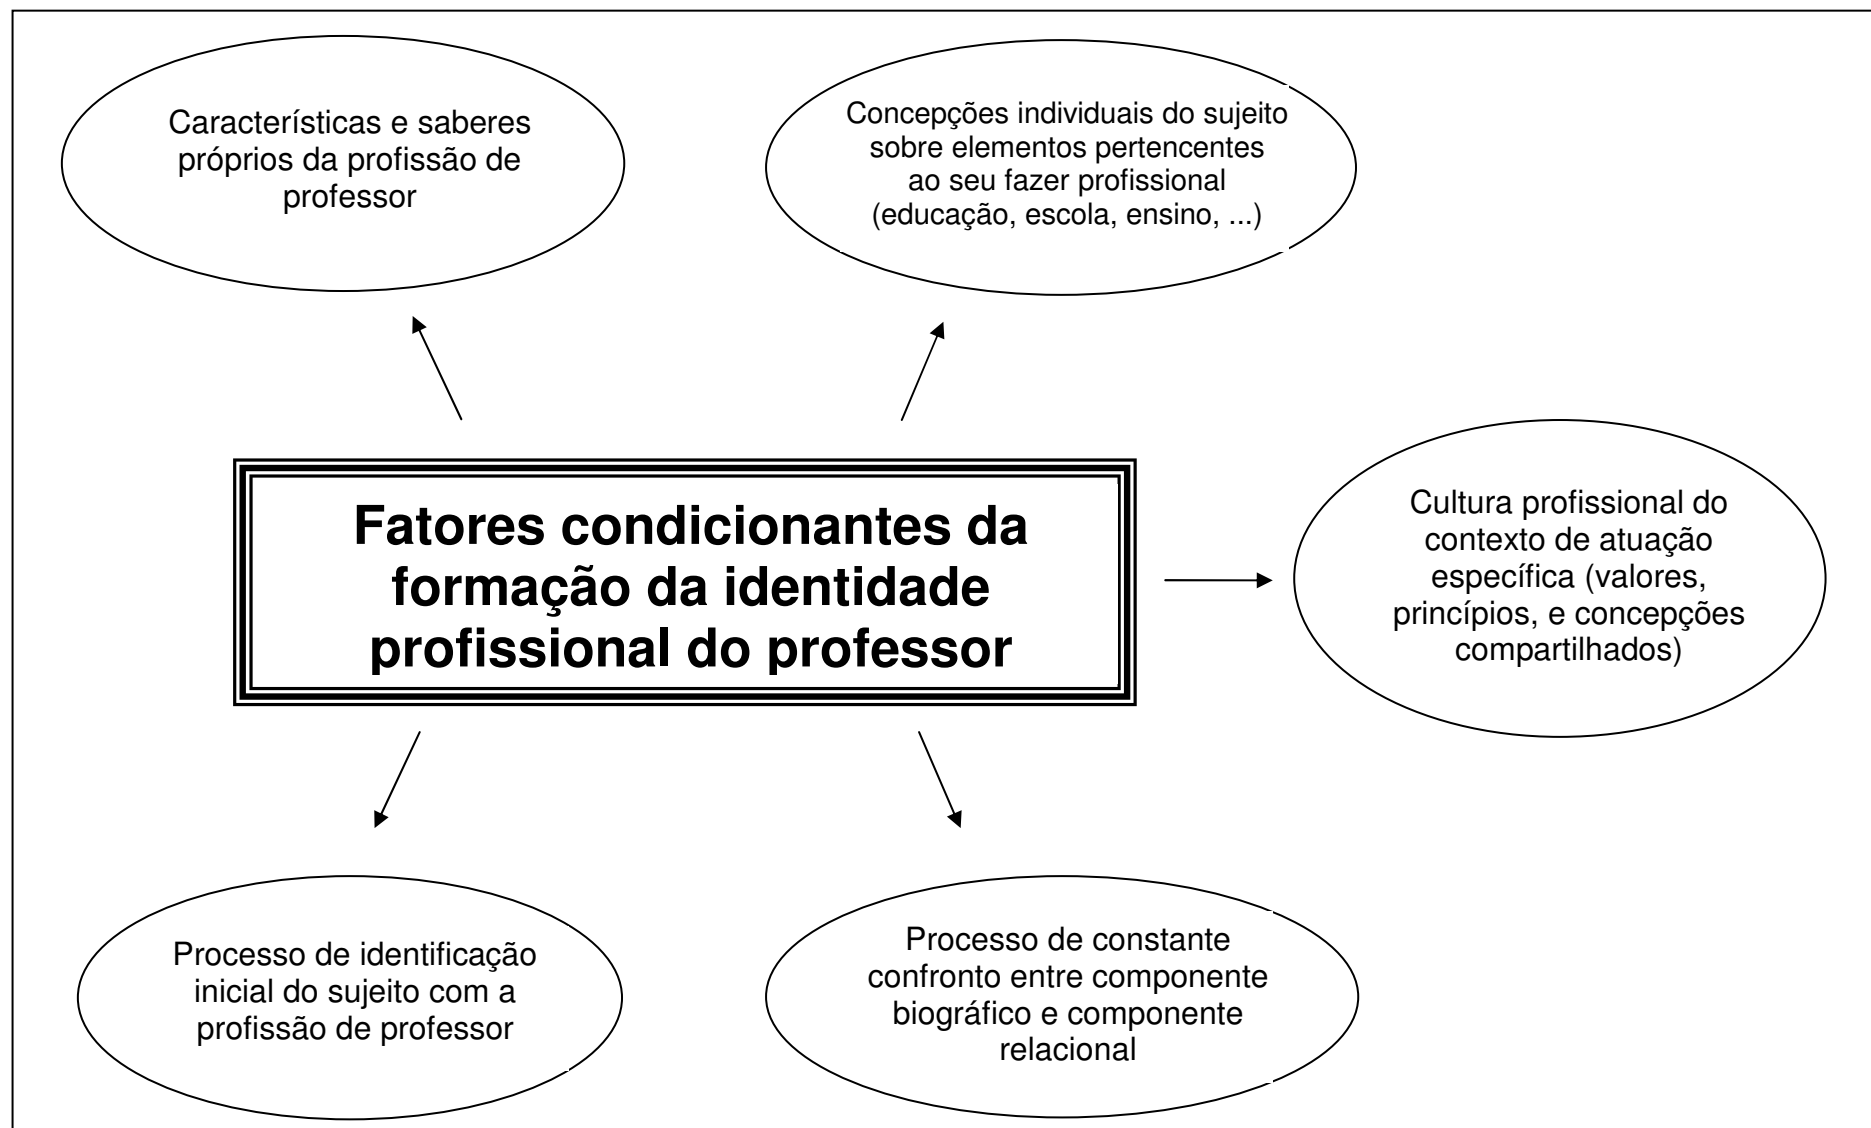 Características e saberes
próprios da profissão de
professor
Concepções individuais do sujeito
sobre elementos pertencentes
ao seu fazer profissional
(educação, escola, ensino, ...)
Fatores condicionantes da
formação da identidade
profissional do professor
Cultura profissional do
contexto de atuação
específica (valores,
princípios, e concepções
compartilhados)
Processo de identificação
inicial do sujeito com a
profissão de professor
Processo de constante
confronto entre componente
biográfico e componente
relacional